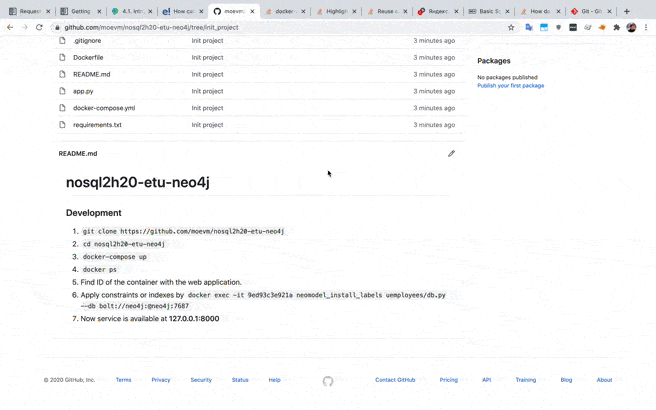 Reques
Getting
4.1. Intr
How ca
moevm
docker-
Highligh
Reuse c
Яндекс.
Basic S
How do
Git - Gi
github.com/moevm/nosql2h20-etu-neo4j/tree/init_project
.gitignore Init project 3 minutes ago
Packages
Dockerfile Init project 3 minutes ago
No packages published
README.md Init project 3 minutes ago
Publish your first package
app.py Init project 3 minutes ago
docker-compose.yml Init project 3 minutes ago
requirements.txt Init project 3 minutes ago
README.md
nosql2h20-etu-neo4j
Development
1. git clone https://github.com/moevm/nosql2h20-etu-neo4j
2. cd nosql2h20-etu-neo4j
3. docker-compose up
4. docker ps
5. Find ID of the container with the web application.
6. Apply constraints or indexes by docker exec -it 9ed93c3e921a neomodel_install_labels uemployees/db.py
--db bolt://neo4j:@neo4j:7687
7. Now service is available at 127.0.0.1:8000
© 2020 GitHub, Inc. Terms Privacy Security Status Help Contact GitHub Pricing API Training Blog About